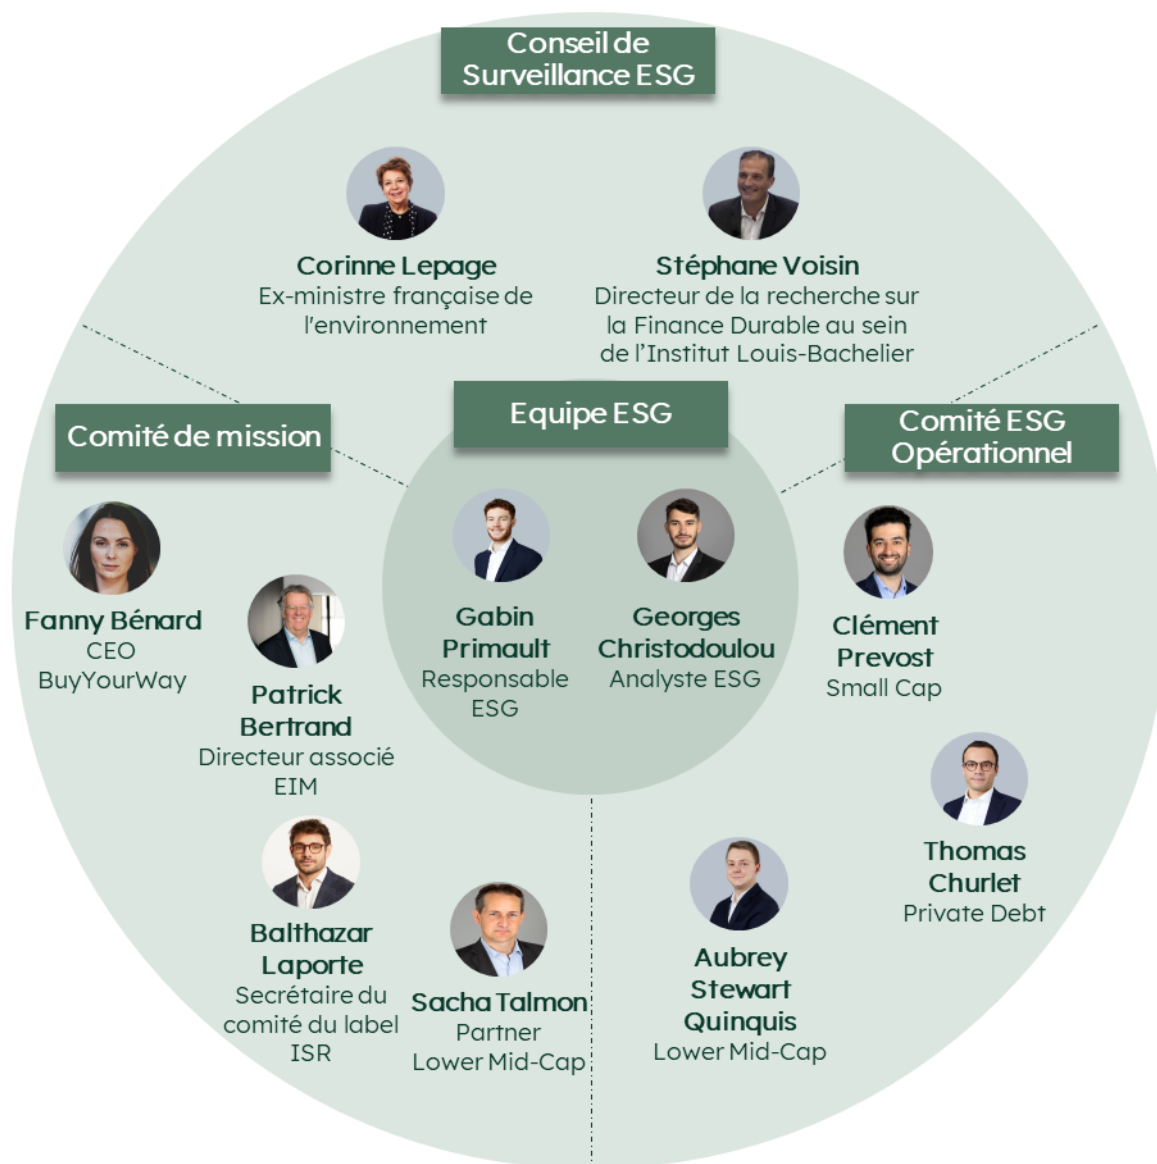 Conseil de
Surveillance ESG
Corinne Lepage
Ex-ministre française de
l'environnement
Stéphane Voisin
Directeur de la recherche sur
la Finance Durable au sein
de l’Institut Louis-Bachelier
Comité de mission
Equipe ESG
Comité ESG
Opérationnel
Fanny Bénard
CEO
BuyYourWay
Patrick
Bertrand
Directeur associé
EIM
Balthazar
Laporte
Secrétaire du
comité du label
ISR
Sacha Talmon
Partner
Lower Mid-Cap
Gabin
Primault
Responsable
ESG
Georges
Christodoulou
Analyste ESG
Clément
Prevost
Small Cap
Thomas
Churlet
Private Debt
Aubrey
Stewart
Quinquis
Lower Mid-Cap